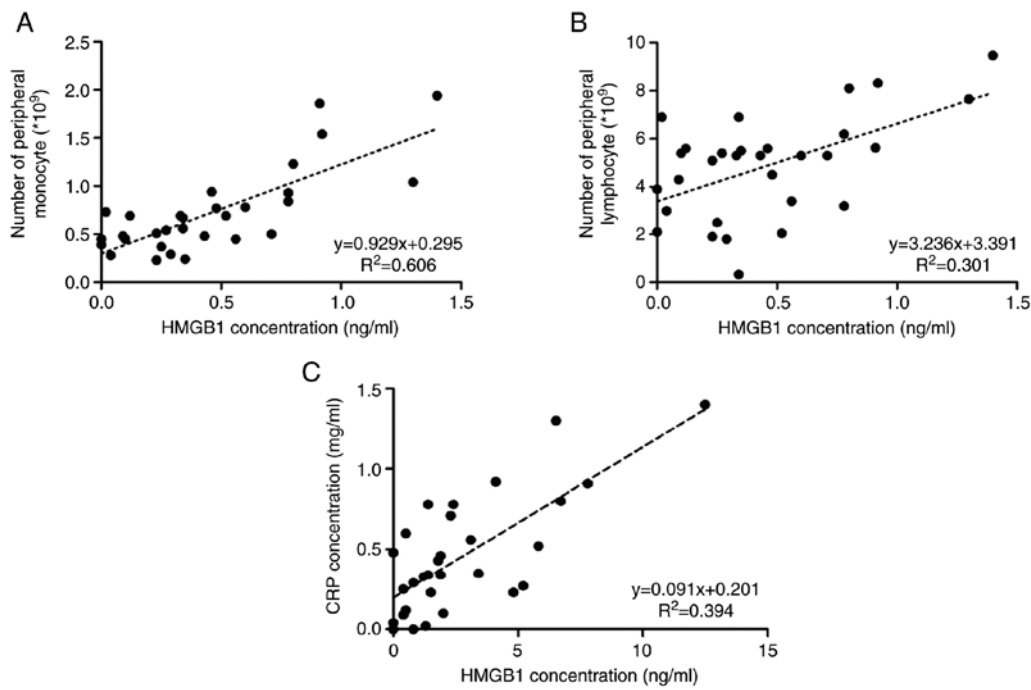 A
Number of peripheral
monocyte (*10⁹)
2.5
2.0
1.5
1.0
0.5
0.0
y=0.929x+0.295
R²=0.606
0.0
0.5
1.0
1.5
HMGB1 concentration (ng/ml)
B
Number of peripheral
lymphocyte (*10⁹)
10
8
6
4
2
0
y=3.236x+3.391
R²=0.301
0.0
0.5
1.0
1.5
HMGB1 concentration (ng/ml)
C
CRP concentration (mg/ml)
1.5
1.0
0.5
0.0
y=0.091x+0.201
R²=0.394
0
5
10
15
HMGB1 concentration (ng/ml)